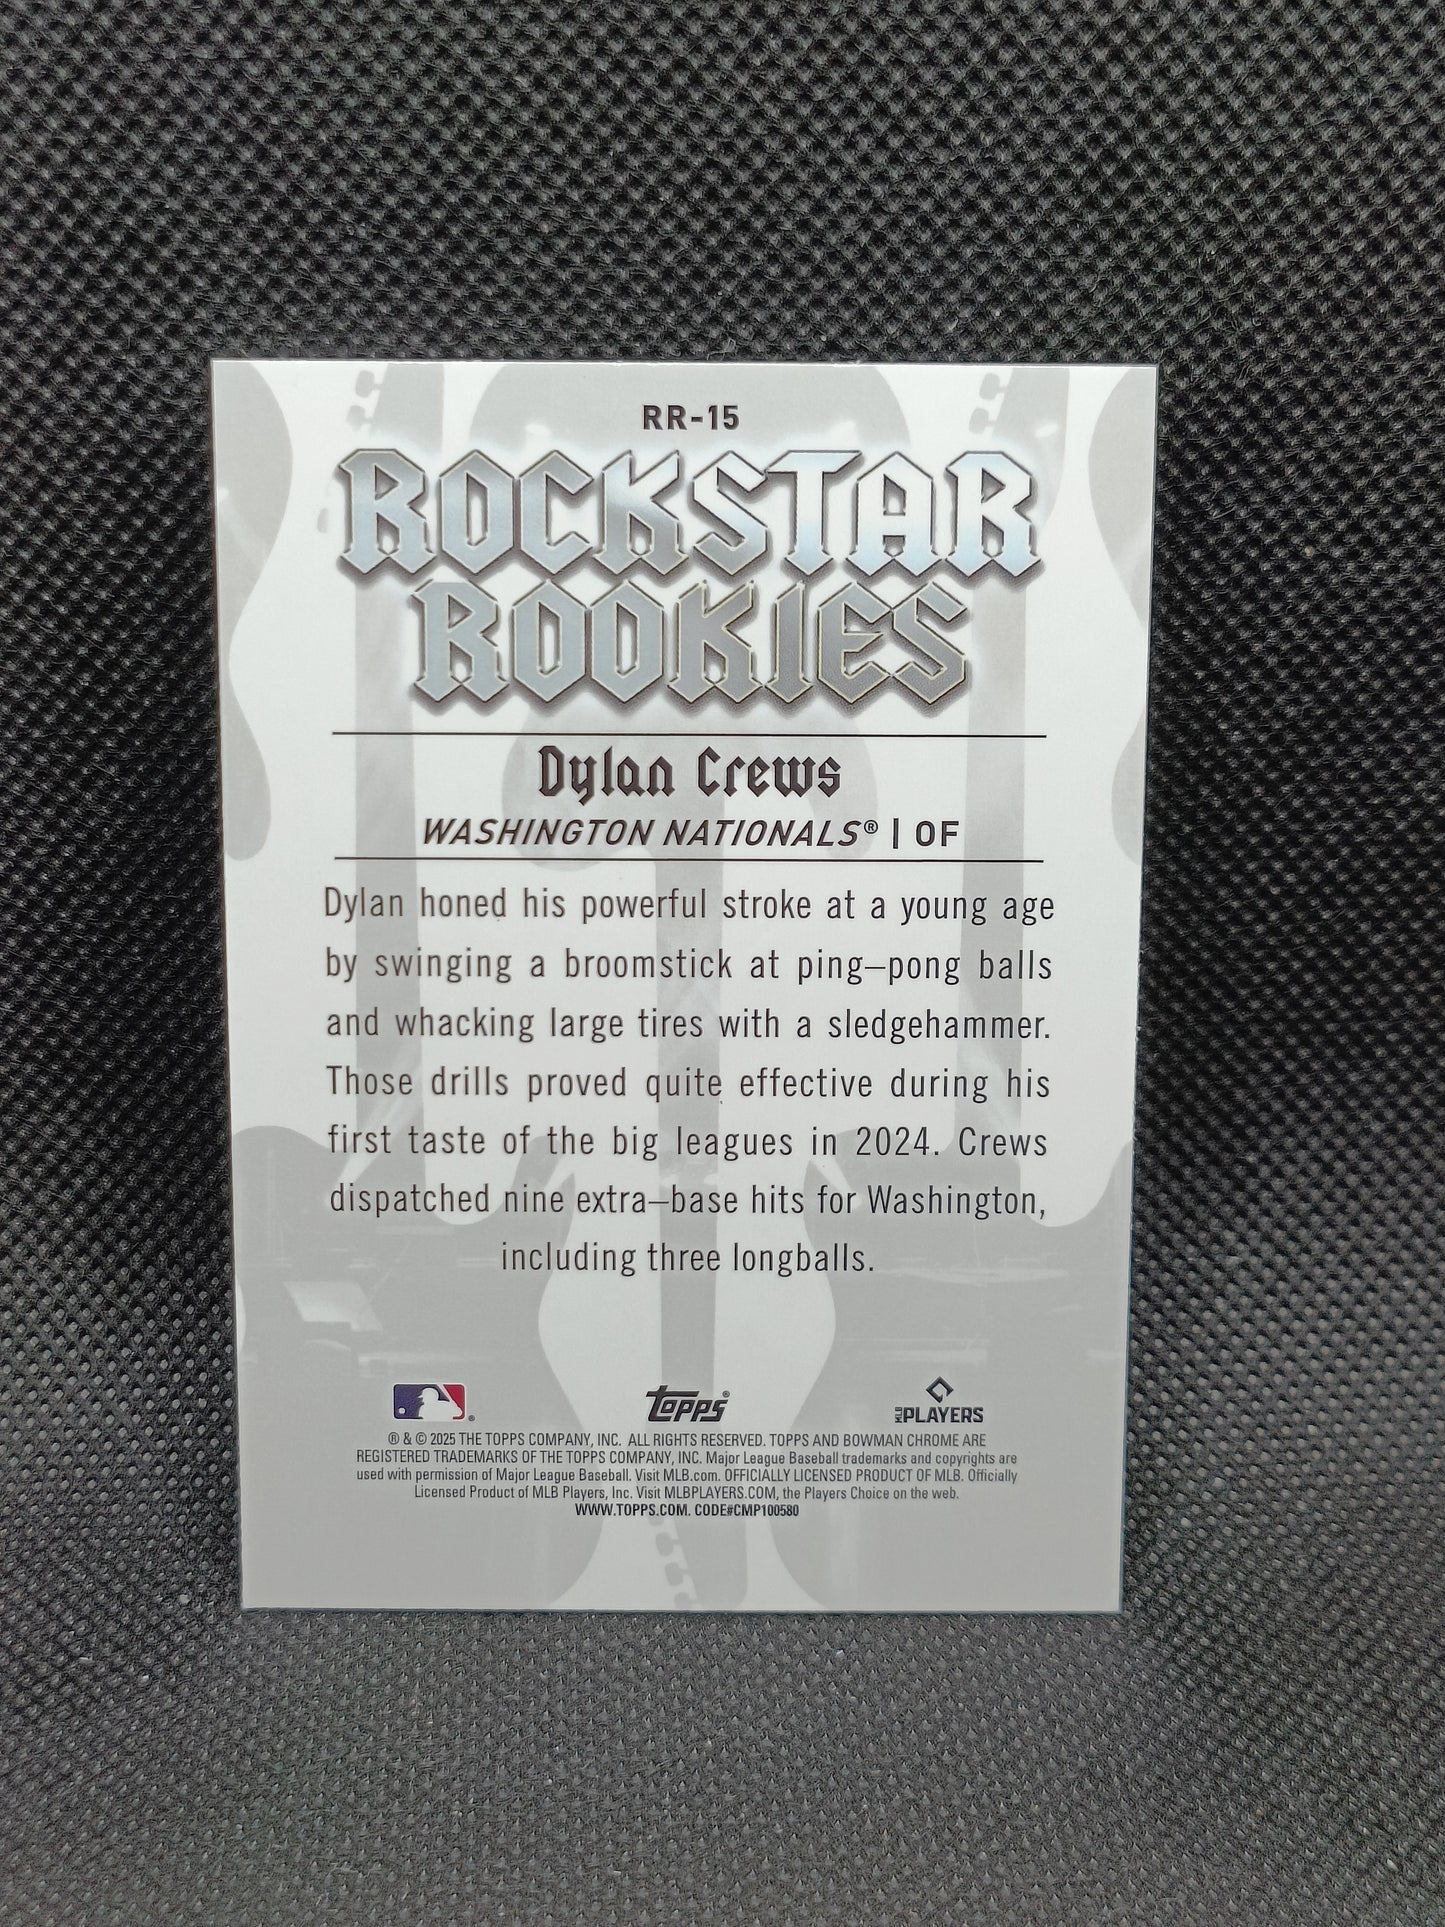 RR-15
ROCKSTAR
ROOKIES
Dylan Crews
WASHINGTON NATIONALS® | OF
Dylan honed his powerful stroke at a young age
by swinging a broomstick at ping–pong balls
and whacking large tires with a sledgehammer.
Those drills proved quite effective during his
first taste of the big leagues in 2024. Crews
dispatched nine extra–base hits for Washington,
including three longballs.
topps®
MLB PLAYERS
® & © 2025 THE TOPPS COMPANY, INC. ALL RIGHTS RESERVED. TOPPS AND BOWMAN CHROME ARE
REGISTERED TRADEMARKS OF THE TOPPS COMPANY, INC. Major League Baseball trademarks and copyrights are
used with permission of Major League Baseball. Visit MLB.com. OFFICIALLY LICENSED PRODUCT OF MLB. Officially
Licensed Product of MLB Players, Inc. Visit MLBPLAYERS.COM, the Players Choice on the web.
WWW.TOPPS.COM. CODE#CMP100580